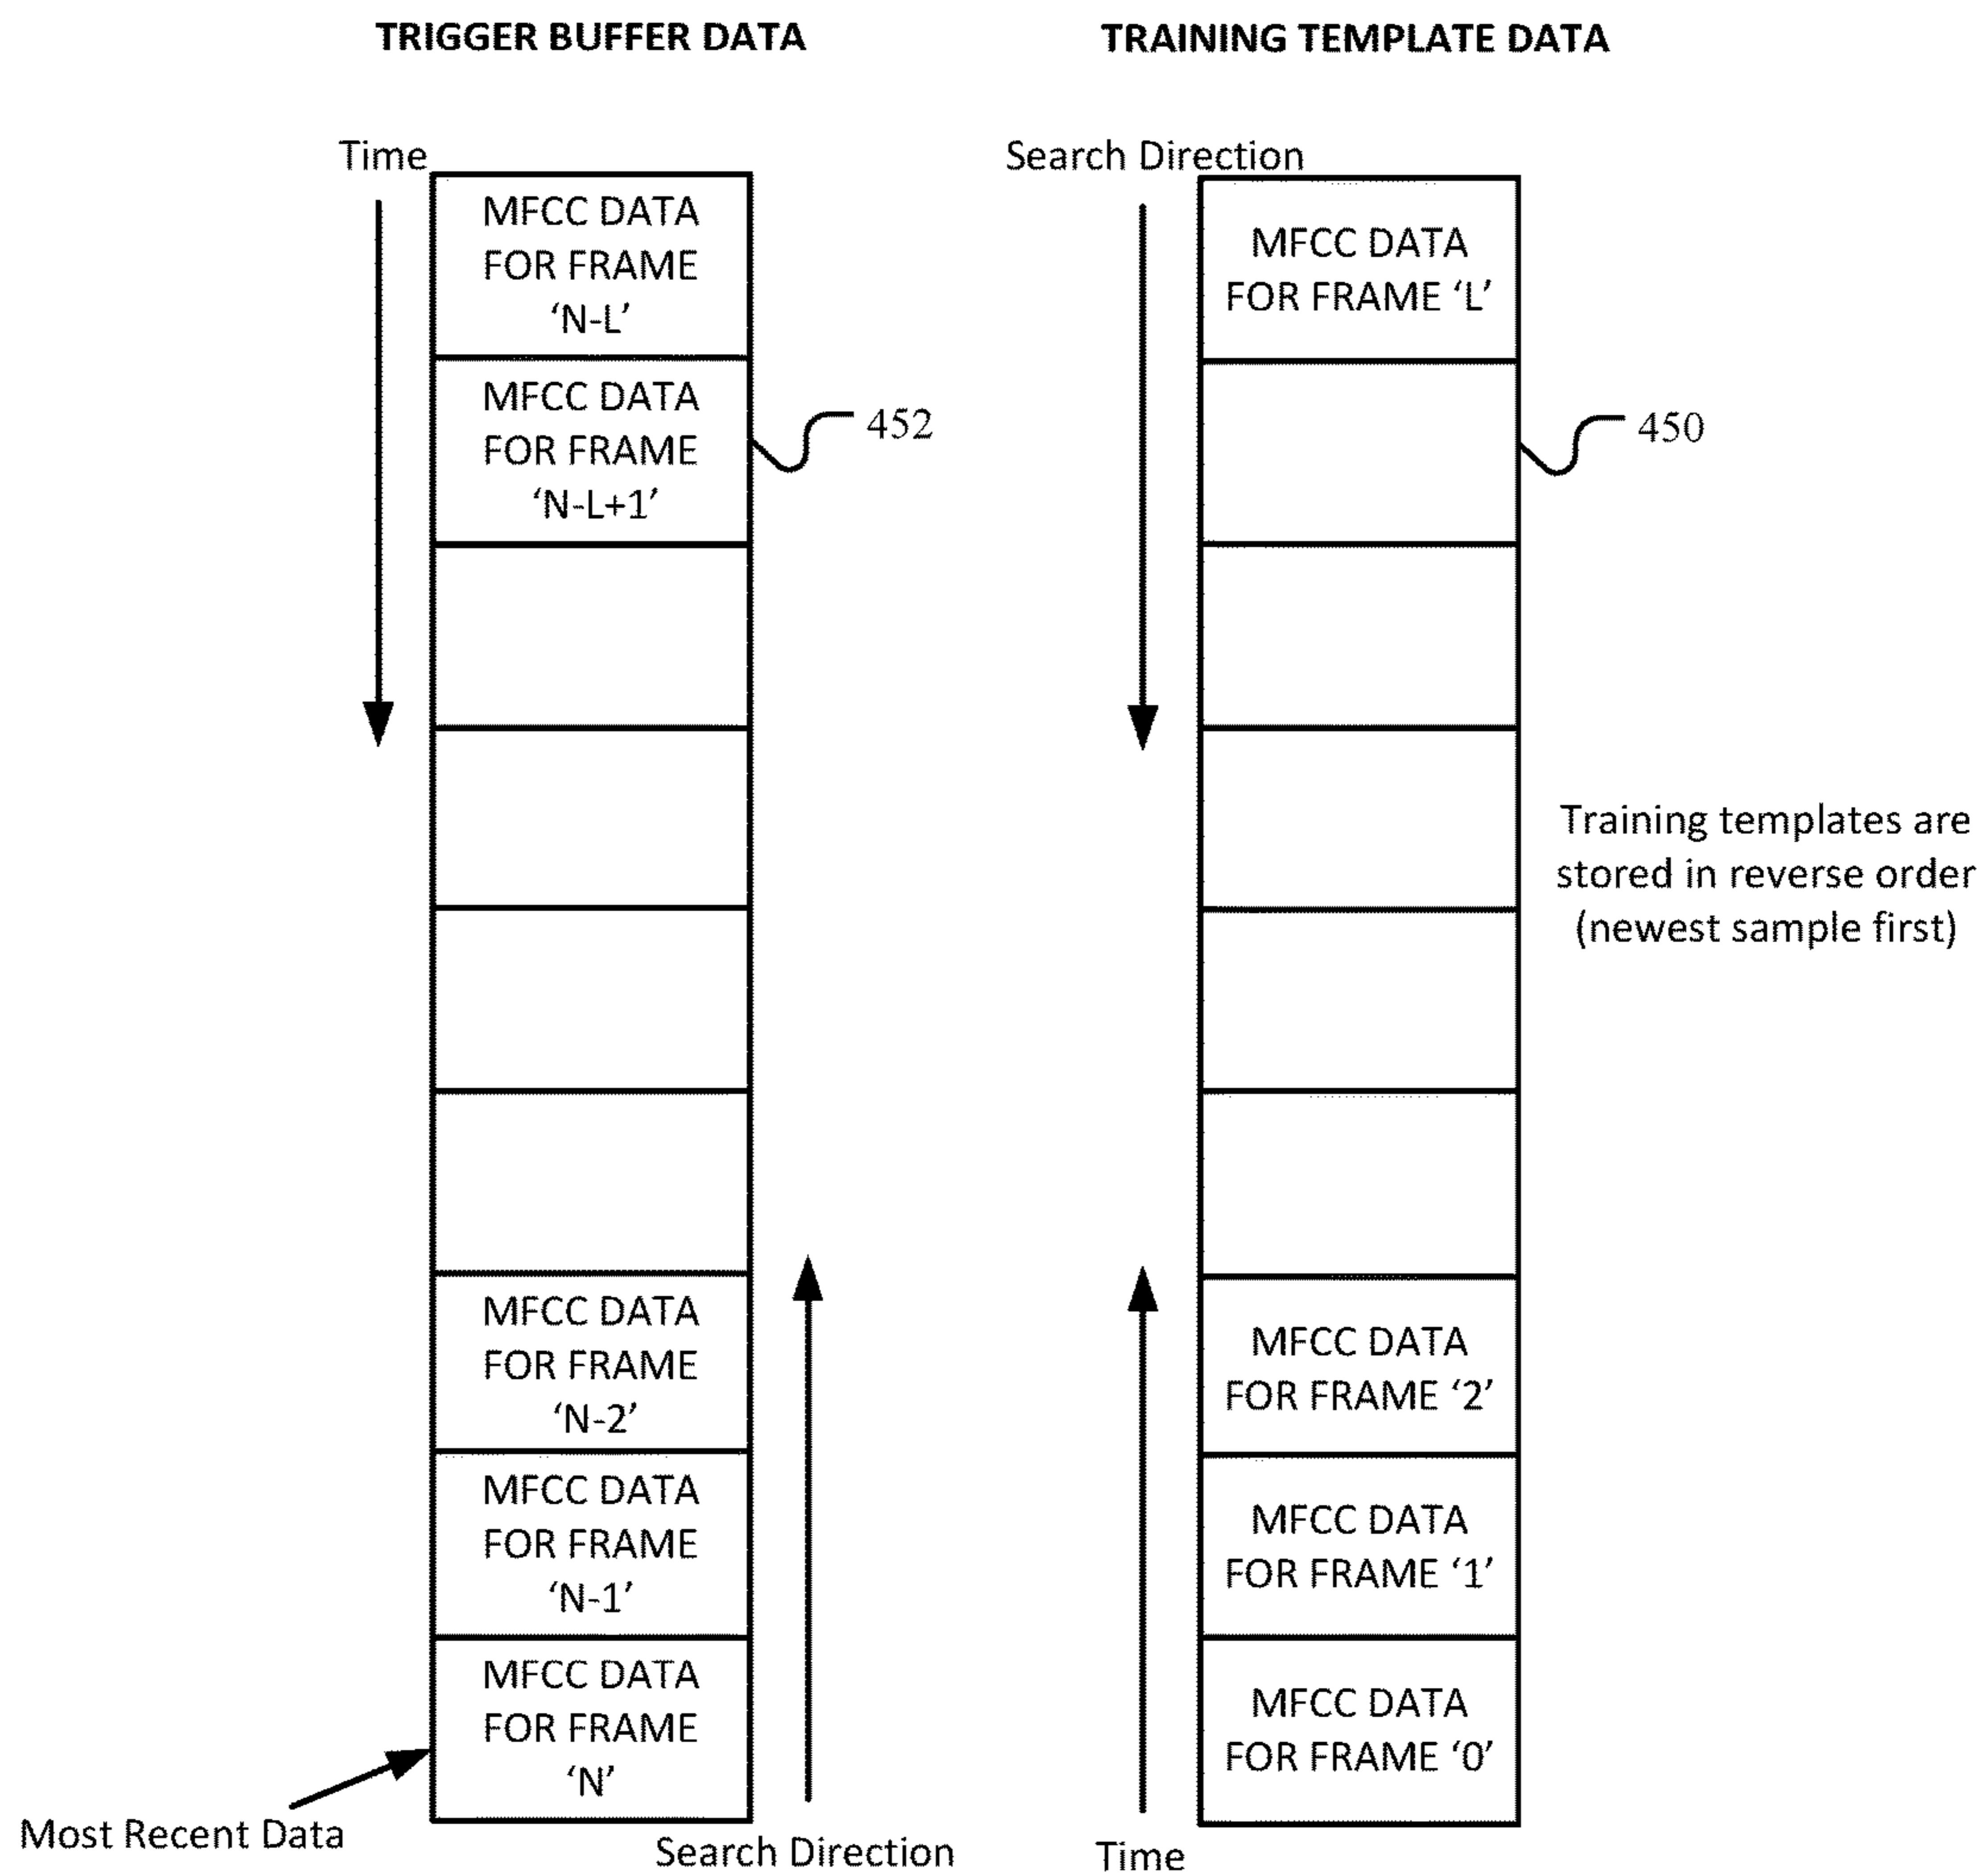 TRIGGER BUFFER DATA
TRAINING TEMPLATE DATA
Time
MFCC DATA
FOR FRAME
‘N-L’
MFCC DATA
FOR FRAME
‘N-L+1’
452
MFCC DATA
FOR FRAME
‘N-2’
MFCC DATA
FOR FRAME
‘N-1’
MFCC DATA
FOR FRAME
‘N’
Most Recent Data
Search Direction
Search Direction
MFCC DATA
FOR FRAME ‘L’
450
Training templates are
stored in reverse order
(newest sample first)
MFCC DATA
FOR FRAME ‘2’
MFCC DATA
FOR FRAME ‘1’
MFCC DATA
FOR FRAME ‘0’
Time